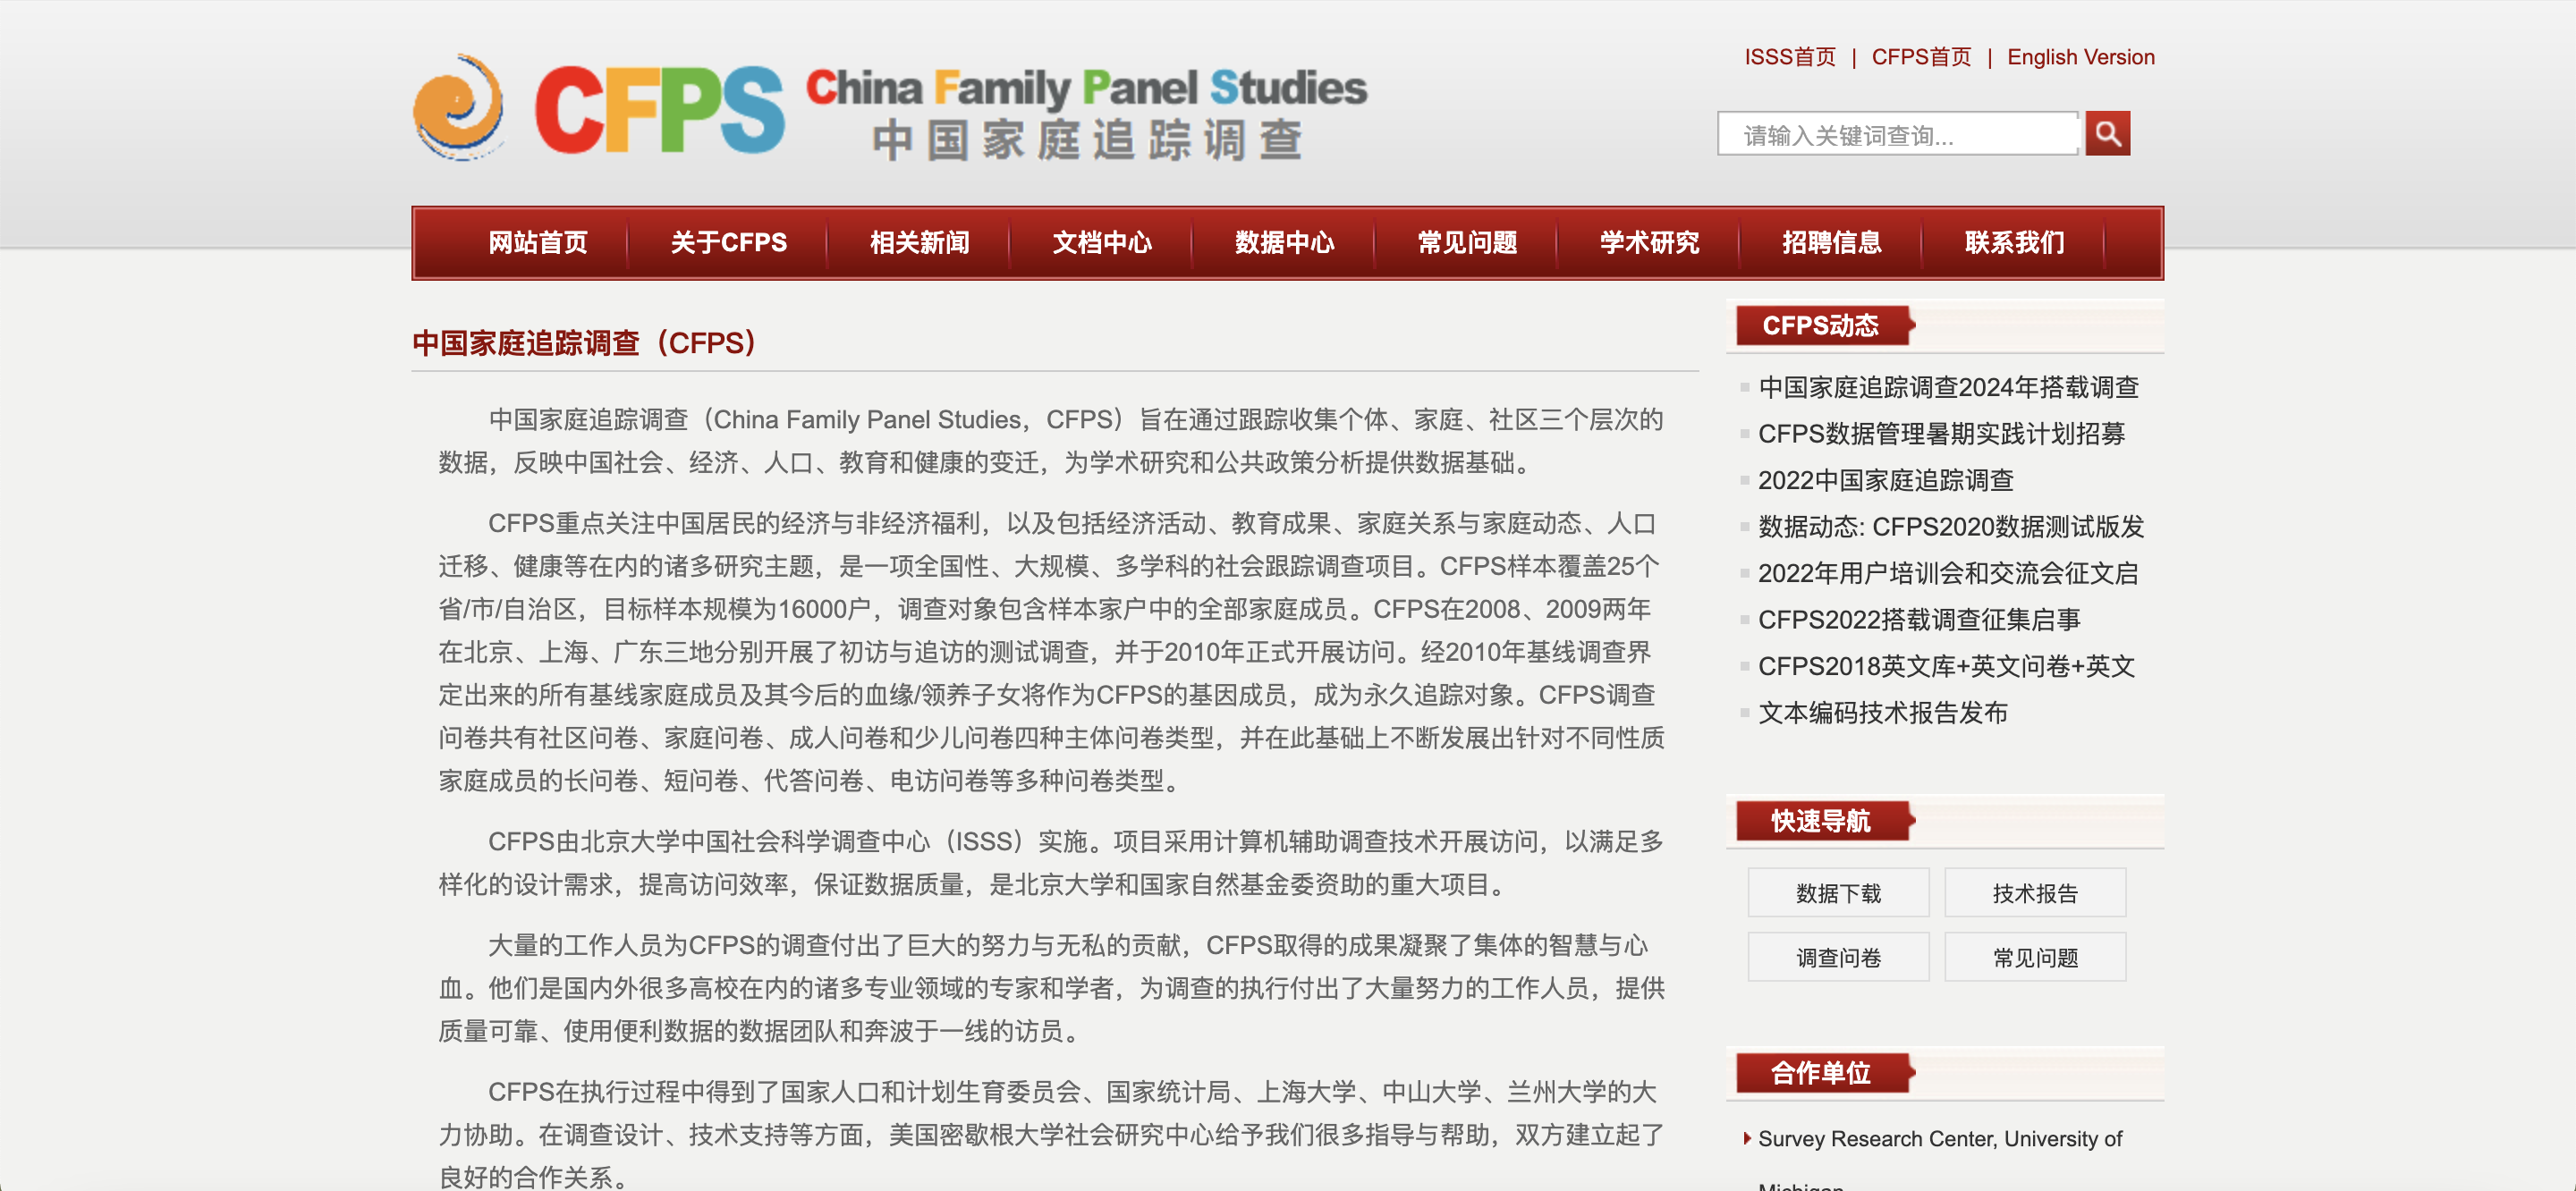 CFPS China Family Panel Studies
中国家庭追踪调查
ISSS首页 | CFPS首页 | English Version
请输入关键词查询...
网站首页 关于CFPS 相关新闻 文档中心 数据中心 常见问题 学术研究 招聘信息 联系我们
中国家庭追踪调查（CFPS）
中国家庭追踪调查（China Family Panel Studies，CFPS）旨在通过跟踪收集个体、家庭、社区三个层次的
数据，反映中国社会、经济、人口、教育和健康的变迁，为学术研究和公共政策分析提供数据基础。
CFPS重点关注中国居民的经济与非经济福利，以及包括经济活动、教育成果、家庭关系与家庭动态、人口
迁移、健康等在内的诸多研究主题，是一项全国性、大规模、多学科的社会跟踪调查项目。CFPS样本覆盖25个
省/市/自治区，目标样本规模为16000户，调查对象包含样本家户中的全部家庭成员。CFPS在2008、2009两年
在北京、上海、广东三地分别开展了初访与追访的测试调查，并于2010年正式开展访问。经2010年基线调查界
定出来的所有基线家庭成员及其今后的血缘/领养子女将作为CFPS的基因成员，成为永久追踪对象。CFPS调查
问卷共有社区问卷、家庭问卷、成人问卷和少儿问卷四种主体问卷类型，并在此基础上不断发展出针对不同性质
家庭成员的长问卷、短问卷、代答问卷、电访问卷等多种问卷类型。
CFPS由北京大学中国社会科学调查中心（ISSS）实施。项目采用计算机辅助调查技术开展访问，以满足多
样化的设计需求，提高访问效率，保证数据质量，是北京大学和国家自然基金委资助的重大项目。
大量的工作人员为CFPS的调查付出了巨大的努力与无私的贡献，CFPS取得的成果凝聚了集体的智慧与心
血。他们是国内外很多高校在内的诸多专业领域的专家和学者，为调查的执行付出了大量努力的工作人员，提供
质量可靠、使用便利数据的数据团队和奔波于一线的访员。
CFPS在执行过程中得到了国家人口和计划生育委员会、国家统计局、上海大学、中山大学、兰州大学的大
力协助。在调查设计、技术支持等方面，美国密歇根大学社会研究中心给予我们很多指导与帮助，双方建立起了
良好的合作关系。
CFPS动态
中国家庭追踪调查2024年搭载调查
CFPS数据管理暑期实践计划招募
2022中国家庭追踪调查
数据动态: CFPS2020数据测试版发
2022年用户培训会和交流会征文启
CFPS2022搭载调查征集启事
CFPS2018英文库+英文问卷+英文
文本编码技术报告发布
快速导航
数据下载 技术报告
调查问卷 常见问题
合作单位
Survey Research Center, University of
Michigan